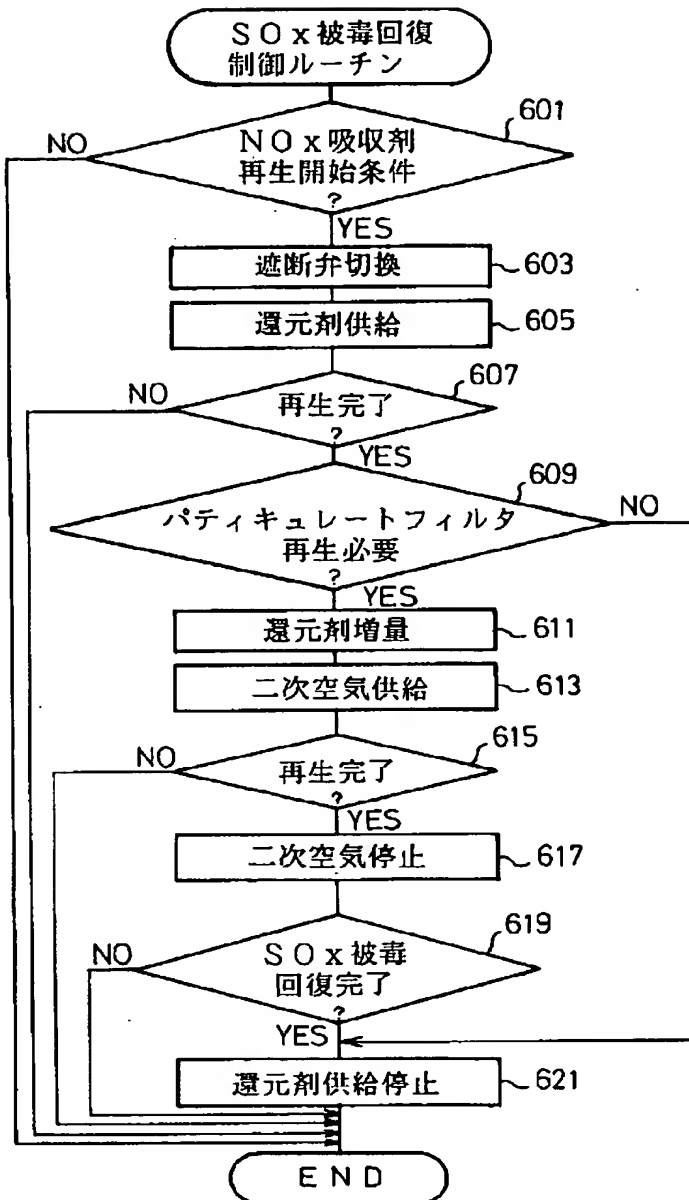 SOx被毒回復
制御ルーチン
601
NO
NOx吸収剤
再生開始条件
?
YES
遮断弁切換
603
還元剤供給
605
607
NO
再生完了
?
YES
609
NO
パティキュレートフィルタ
再生必要
?
YES
還元剤増量
611
二次空気供給
613
615
NO
再生完了
?
YES
二次空気停止
617
619
NO
SOx被毒
回復完了
?
YES
還元剤供給停止
621
END